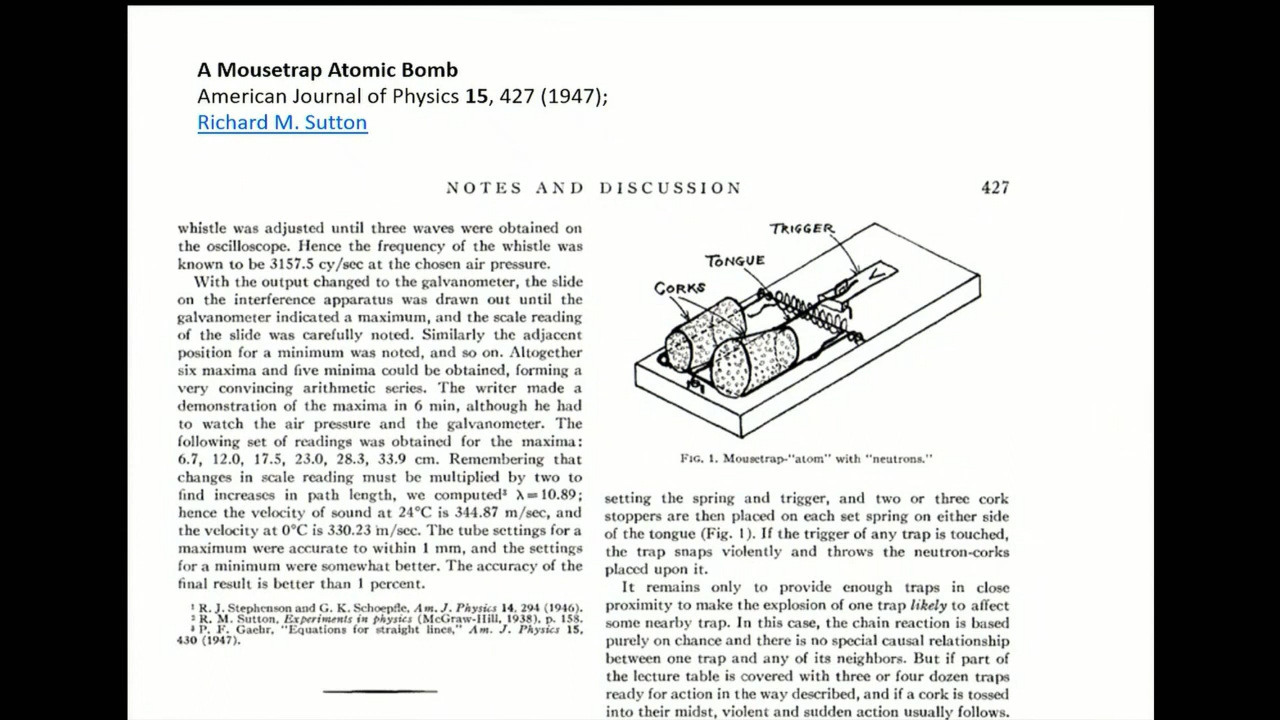 A Mousetrap Atomic Bomb
American Journal of Physics 15, 427 (1947);
Richard M. Sutton
NOTES AND DISCUSSION 427
whistle was adjusted until three waves were obtained on
the oscilloscope. Hence the frequency of the whistle was
known to be 3157.5 cy/sec at the chosen air pressure.
With the output changed to the galvanometer, the slide
on the interference apparatus was drawn out until the
galvanometer indicated a maximum, and the scale reading
of the slide was carefully noted. Similarly the adjacent
position for a minimum was noted, and so on. Altogether
six maxima and five minima could be obtained, forming a
very convincing arithmetic series. The writer made a
demonstration of the maxima in 6 min, although he had
to watch the air pressure and the galvanometer. The
following set of readings was obtained for the maxima:
6.7, 12.0, 17.5, 23.0, 28.3, 33.9 cm. Remembering that
changes in scale reading must be multiplied by two to
find increases in path length, we computed³ λ=10.89;
hence the velocity of sound at 24°C is 344.87 m/sec, and
the velocity at 0°C is 330.23 m/sec. The tube settings for a
maximum were accurate to within 1 mm, and the settings
for a minimum were somewhat better. The accuracy of the
final result is better than 1 percent.
¹ R. J. Stephenson and G. K. Schoepfle, Am. J. Physics 14, 294 (1946).
² R. M. Sutton, Experiments in physics (McGraw-Hill, 1938), p. 158.
³ P. F. Gaehr, "Equations for straight lines," Am. J. Physics 15,
430 (1947).
TRIGGER
TONGUE
CORKS
FIG. 1. Mousetrap-"atom" with "neutrons."
setting the spring and trigger, and two or three cork
stoppers are then placed on each set spring on either side
of the tongue (Fig. 1). If the trigger of any trap is touched,
the trap snaps violently and throws the neutron-corks
placed upon it.
It remains only to provide enough traps in close
proximity to make the explosion of one trap likely to affect
some nearby trap. In this case, the chain reaction is based
purely on chance and there is no special causal relationship
between one trap and any of its neighbors. But if part of
the lecture table is covered with three or four dozen traps
ready for action in the way described, and if a cork is tossed
into their midst, violent and sudden action usually follows.